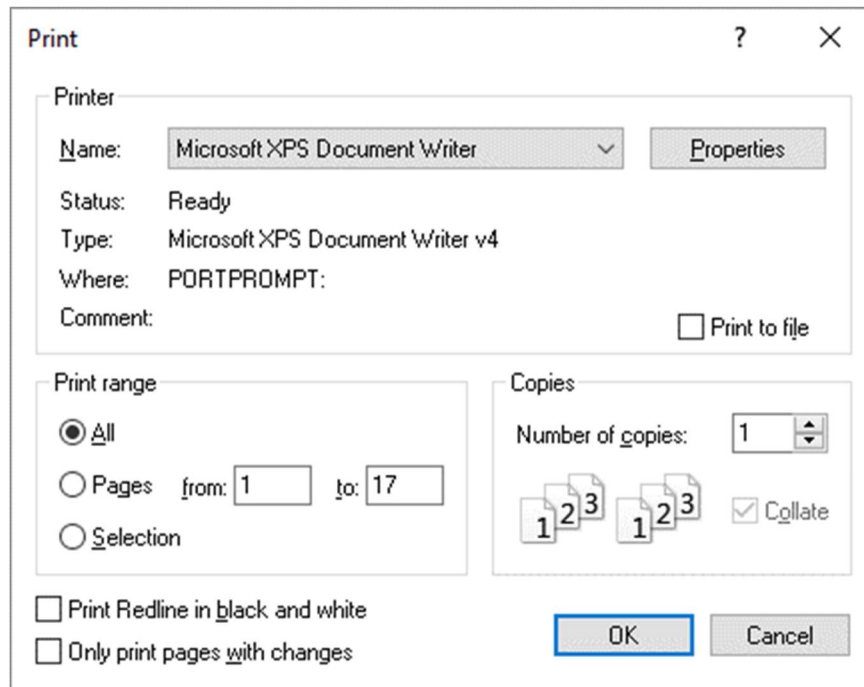 Print ?
Printer
Name: Microsoft XPS Document Writer Properties
Status: Ready
Type: Microsoft XPS Document Writer v4
Where: PORTPROMPT:
Comment:
Print to file
Print range
All
Pages from: 1 to: 17
Selection
Copies
Number of copies: 1
1 2 3 1 2 3 Collate
Print Redline in black and white
Only print pages with changes
OK Cancel